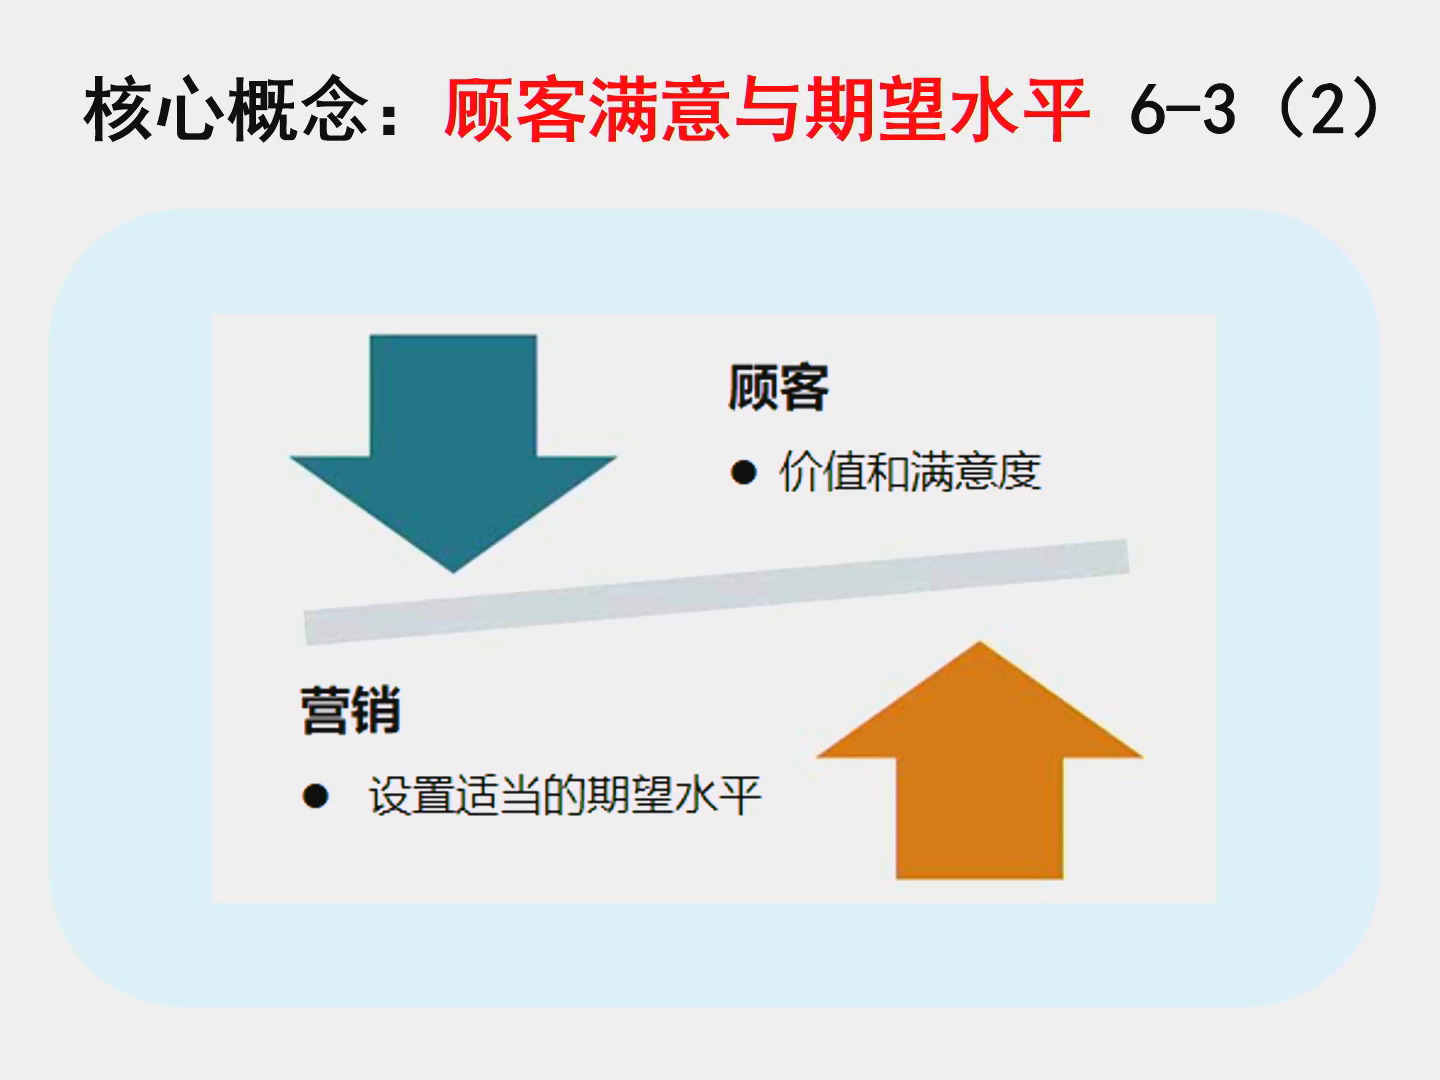 核心概念：顾客满意与期望水平 6-3（2）
顾客
● 价值和满意度
营销
● 设置适当的期望水平